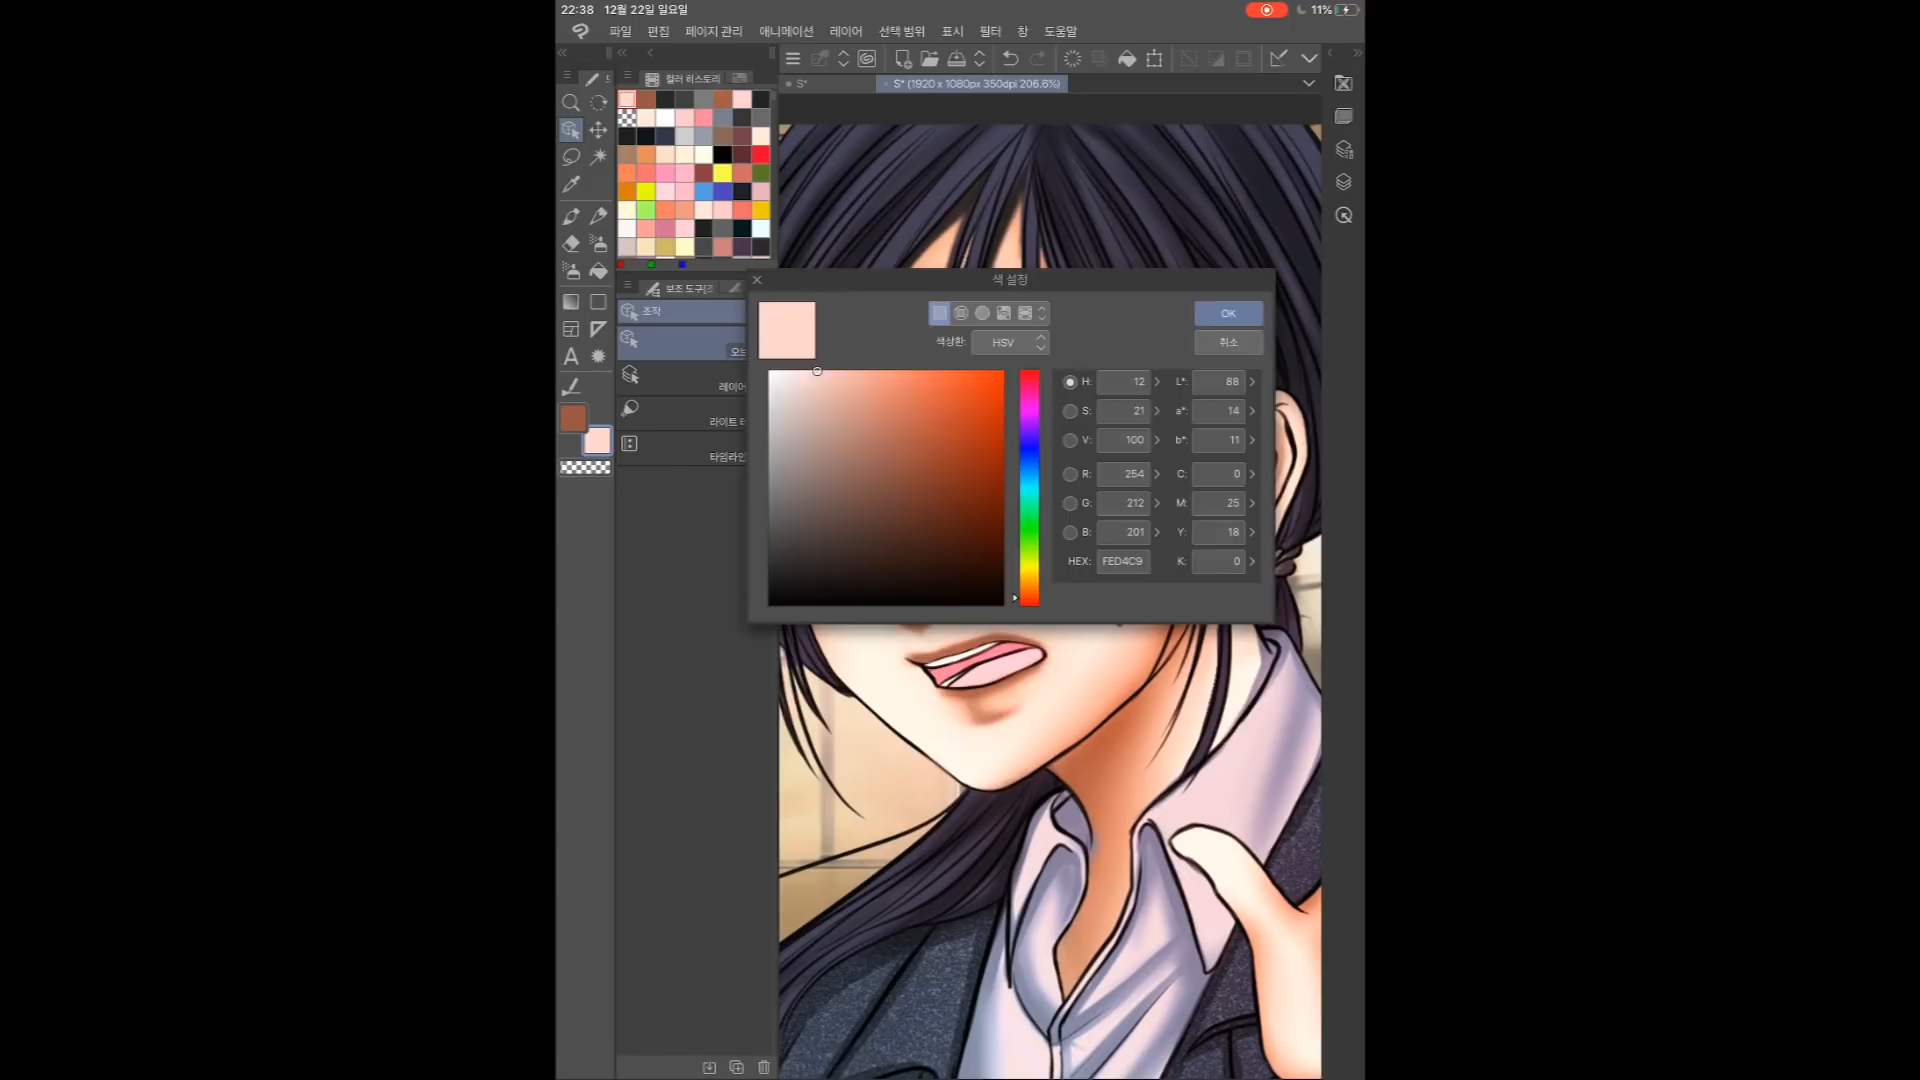 22:38 12월 22일 일요일
11%
파일 편집 페이지 관리 애니메이션 레이어 선택 범위 표시 필터 창 도움말
S*
S* (1920 x 1080px 350dpi 206.6%)
컬러 히스토리
보조 도구[조
조작
오브
레이어
라이트 터
타임라인
색 설정
OK
색상환: HSV
취소
H: 12 L*: 88
S: 21 a*: 14
V: 100 b*: 11
R: 254 C: 0
G: 212 M: 25
B: 201 Y: 18
HEX: FED4C9 K: 0